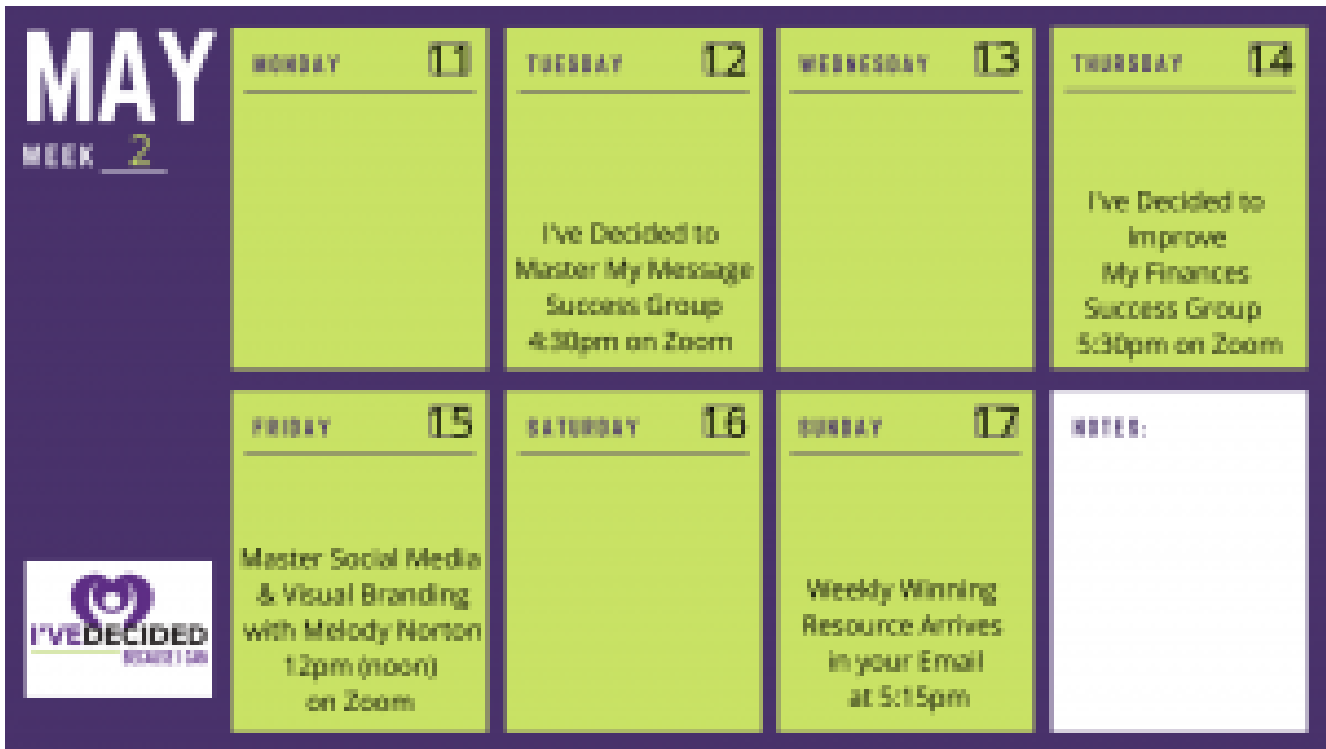 MAY
WEEK 2
MONDAY 11
TUESDAY 12
I've Decided to
Master My Message
Success Group
4:30pm on Zoom
WEDNESDAY 13
THURSDAY 14
I've Decided to
Improve
My Finances
Success Group
5:30pm on Zoom
FRIDAY 15
Master Social Media
& Visual Branding
with Melody Norton
12pm (noon)
on Zoom
SATURDAY 16
SUNDAY 17
Weekly Winning
Resource Arrives
in your Email
at 5:15pm
NOTES:
I'VEDECIDED
BECAUSE I CAN